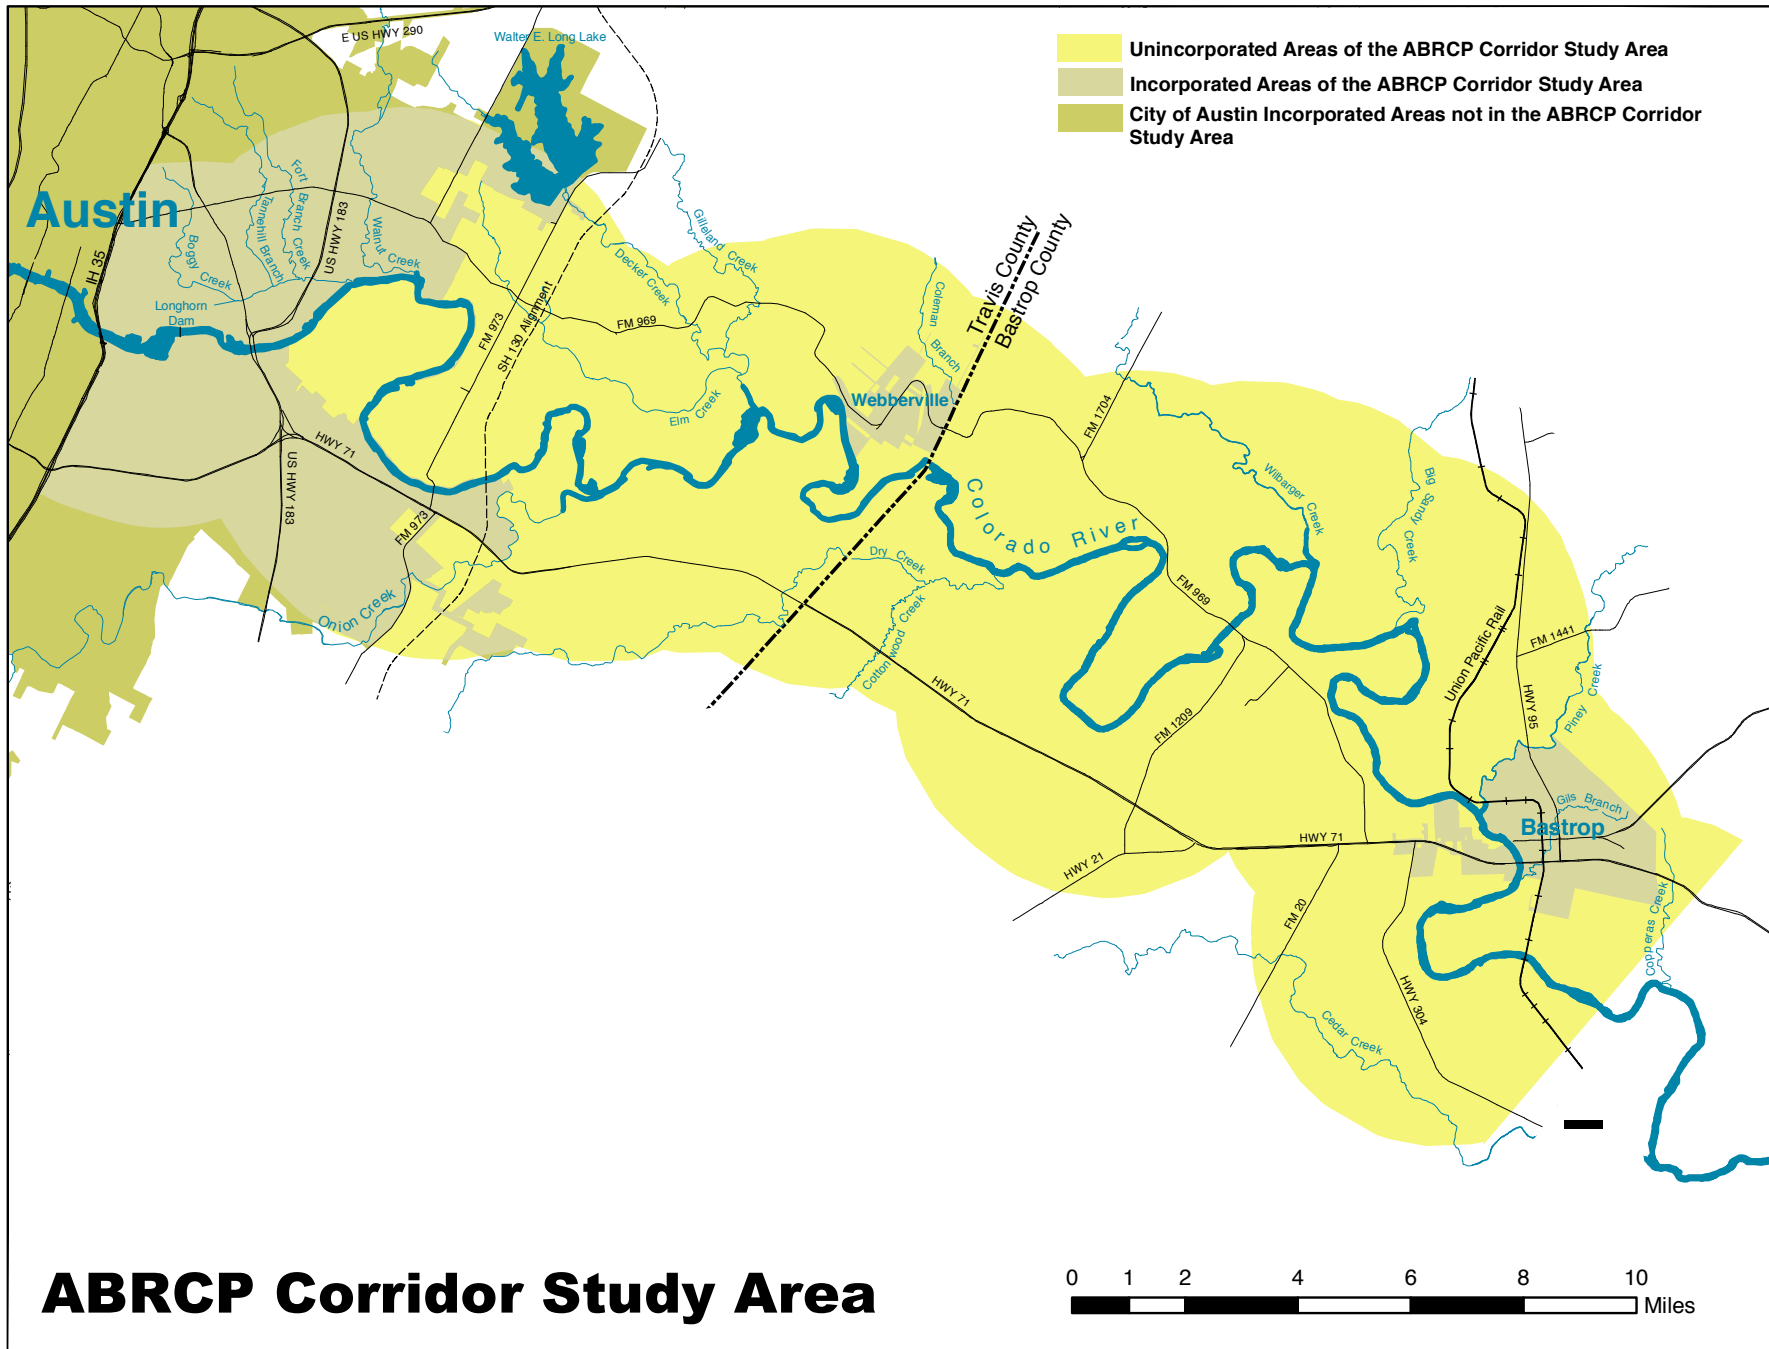 E US HWY 290
Walter E. Long Lake
Unincorporated Areas of the ABRCP Corridor Study Area
Incorporated Areas of the ABRCP Corridor Study Area
City of Austin Incorporated Areas not in the ABRCP Corridor
Study Area
Austin
IH 35
Boggy Creek
Tannehill Branch
Fort Branch Creek
US HWY 183
Walnut Creek
Longhorn
Dam
Gilleland Creek
Decker Creek
FM 973
SH 130 Alignment
FM 969
Elm Creek
Coleman Branch
Travis County
Bastrop County
Webberville
FM 1704
HWY 71
US HWY 183
FM 973
Onion Creek
Colorado River
Dry Creek
Cottonwood Creek
Wilbarger Creek
Big Sandy Creek
FM 969
HWY 71
FM 1209
Union Pacific Rail
FM 1441
HWY 95
Piney Creek
Gils Branch
Bastrop
HWY 71
HWY 21
FM 20
HWY 304
Copperas Creek
Cedar Creek
ABRCP Corridor Study Area
0 1 2 4 6 8 10
Miles